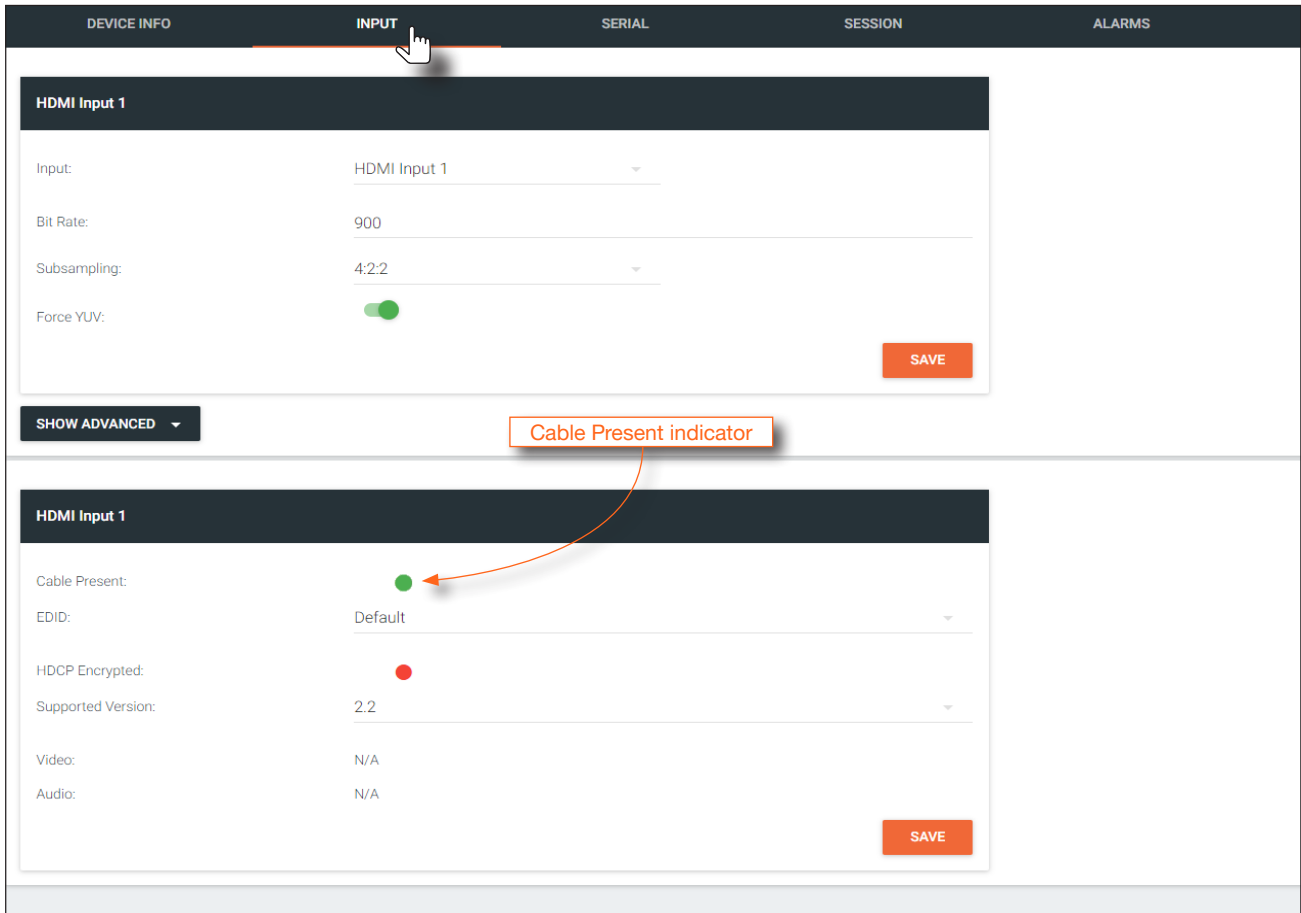 DEVICE INFO INPUT SERIAL SESSION ALARMS
HDMI Input 1
Input: HDMI Input 1
Bit Rate: 900
Subsampling: 4:2:2
Force YUV:
SAVE
SHOW ADVANCED
Cable Present indicator
HDMI Input 1
Cable Present:
EDID: Default
HDCP Encrypted:
Supported Version: 2.2
Video: N/A
Audio: N/A
SAVE